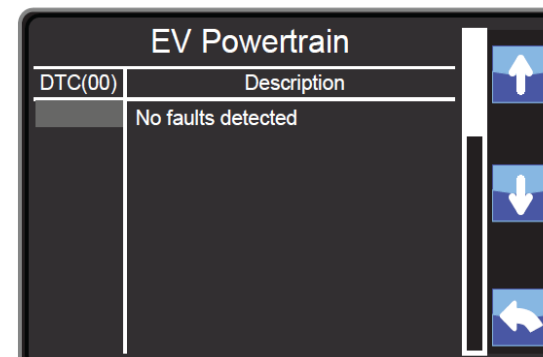 EV Powertrain
DTC(00) Description
No faults detected